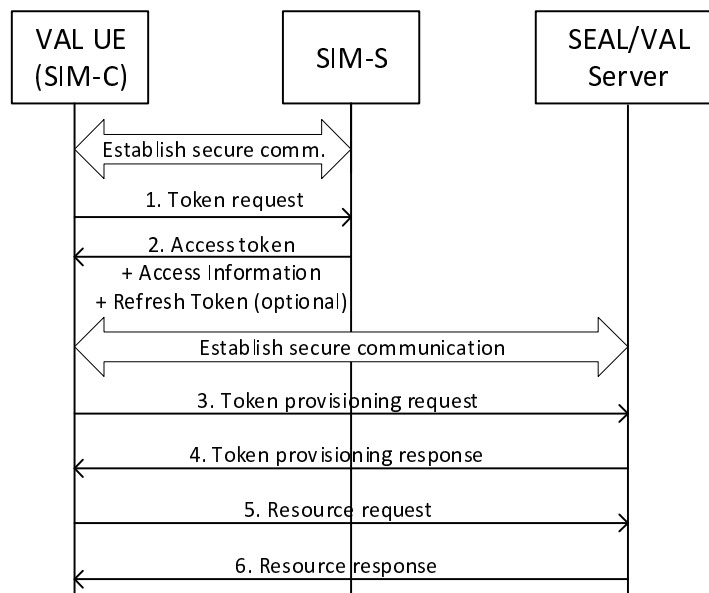 VAL UE
(SIM-C)
SIM-S
SEAL/VAL
Server
Establish secure comm.
1. Token request
2. Access token
+ Access Information
+ Refresh Token (optional)
Establish secure communication
3. Token provisioning request
4. Token provisioning response
5. Resource request
6. Resource response